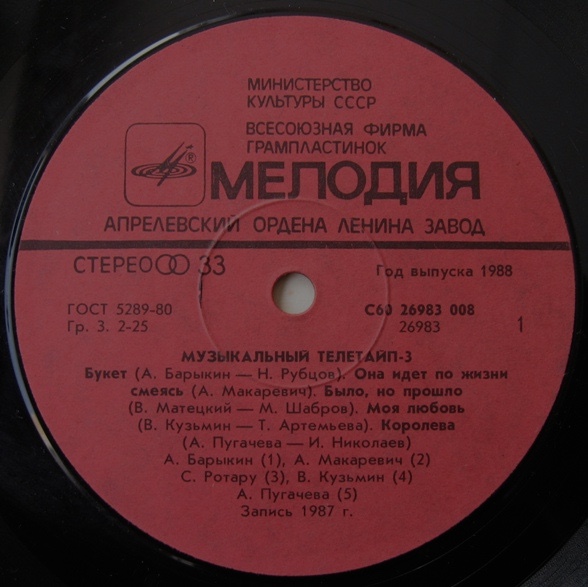 МИНИСТЕРСТВО
КУЛЬТУРЫ СССР
ВСЕСОЮЗНАЯ ФИРМА
ГРАМПЛАСТИНОК
®
МЕЛОДИЯ
АПРЕЛЕВСКИЙ ОРДЕНА ЛЕНИНА ЗАВОД
СТЕРЕО 33
Год выпуска 1988
ГОСТ 5289-80
С60 26983 008
Гр. 3. 2-25
26983
1
МУЗЫКАЛЬНЫЙ ТЕЛЕТАЙП-3
Букет (А. Барыкин — Н. Рубцов). Она идет по жизни
смеясь (А. Макаревич). Было, но прошло
(В. Матецкий — М. Шабров). Моя любовь
(В. Кузьмин — Т. Артемьева). Королева
(А. Пугачева — И. Николаев)
А. Барыкин (1), А. Макаревич (2)
С. Ротару (3), В. Кузьмин (4)
А. Пугачева (5)
Запись 1987 г.